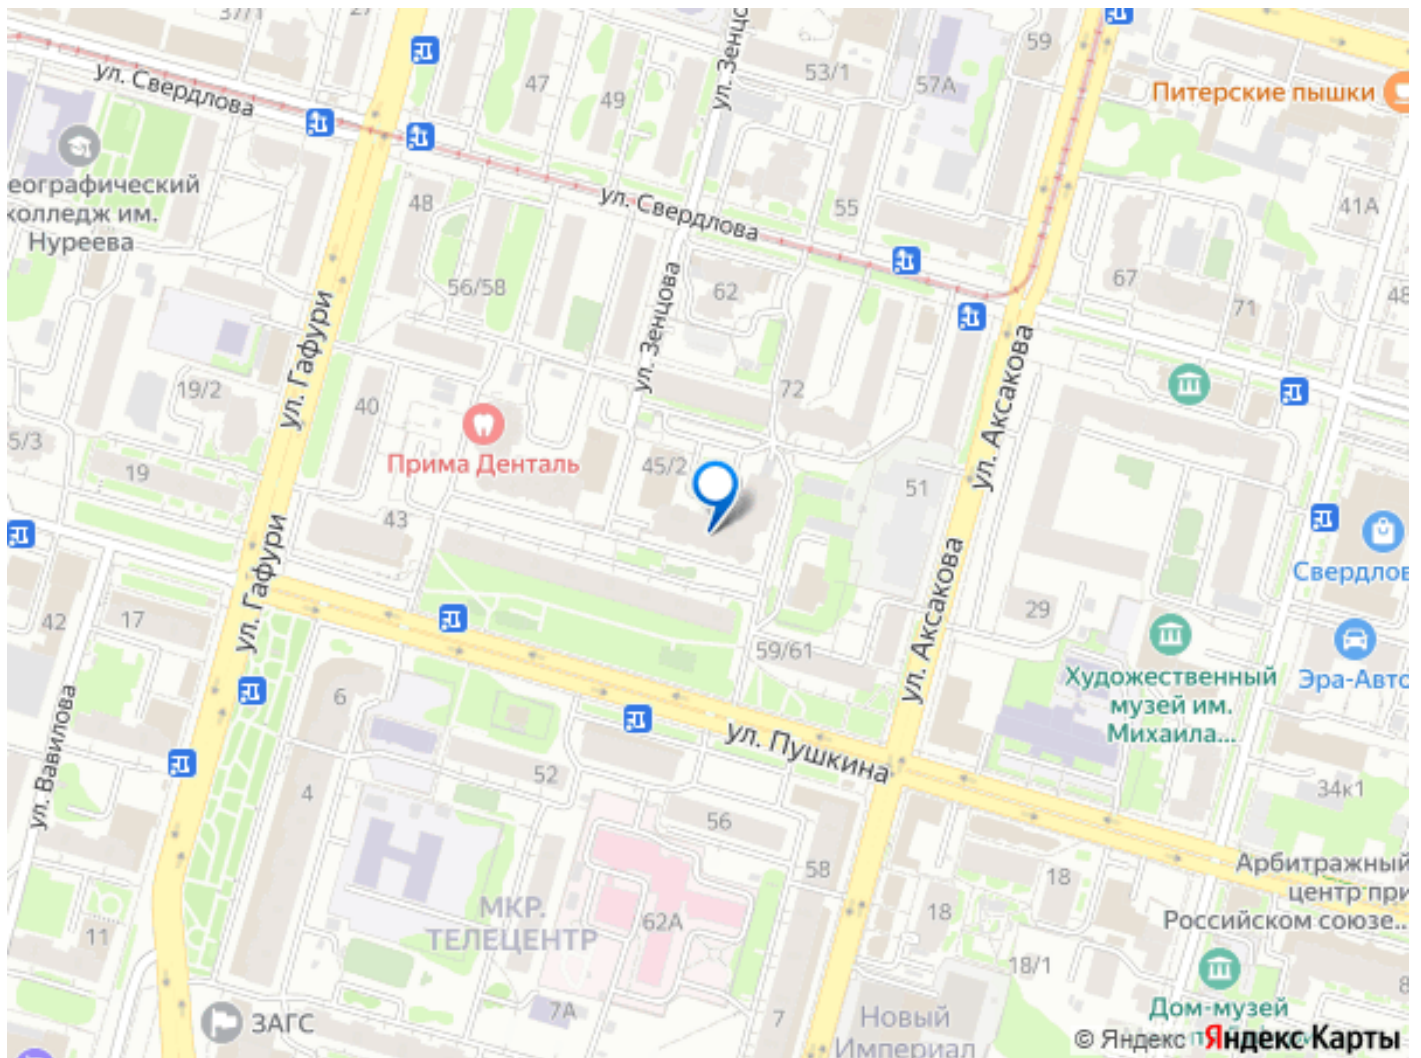 37/1
27
ул. Зенцова
59
53/1
57А
47
49
Питерские пышки
ул. Свердлова
еографический
колледж им.
Нуреева
48
ул. Свердлова
55
41А
56/58
62
67
71
48
ул. Зенцова
ул. Гафури
ул. Аксакова
19/2
40
72
5/3
19
Прима Денталь
45/2
51
43
ул. Гафури
ул. Аксакова
Свердлов
42
17
29
59/61
Художественный
музей им.
Михаила...
Эра-Авто
6
ул. Вавилова
ул. Пушкина
52
4
56
34к1
58
18
18
Арбитражный
центр при
Российском союзе...
МКР.
ТЕЛЕЦЕНТР
62А
11
18/1
7А
7
8
ЗАГС
Новый
Империал
Дом-музей
© Яндекс Яндекс Карты